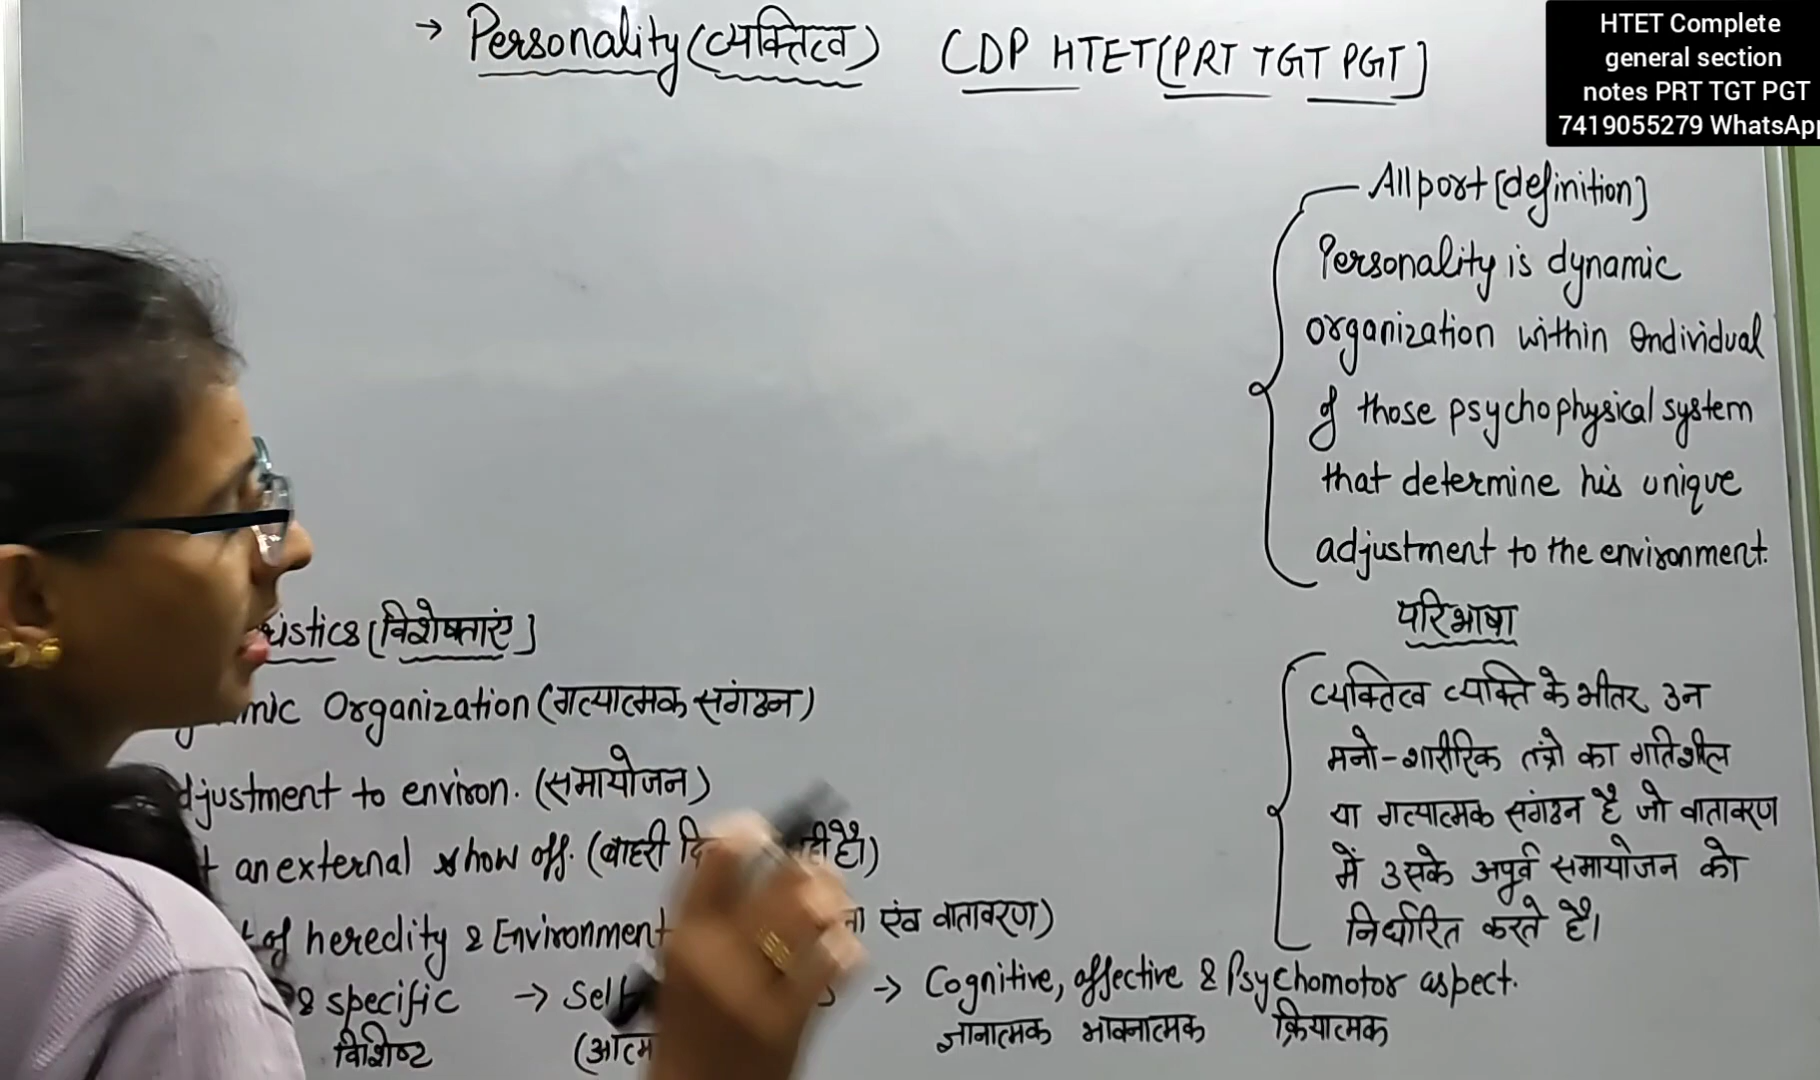 → Personality (व्यक्तित्व) CDP HTET [PRT TGT PGT]
HTET Complete
general section
notes PRT TGT PGT
7419055279 WhatsApp
Allport [definition]
Personality is dynamic
organization within individual
of those psychophysical system
that determine his unique
adjustment to the environment.
परिभाषा
व्यक्तित्व व्यक्ति के भीतर उन
मनो-शारीरिक तंत्रो का गतिशील
या गत्यात्मक संगठन है जो वातावरण
में उसके अपूर्व समायोजन को
निर्धारित करते है।
istics [विशेषताएं]
mic Organization (गत्यात्मक संगठन)
djustment to environ. (समायोजन)
an external show off. (बाहरी है।)
of heredity & Environment एंव वातावरण)
& specific → Self → Cognitive, affective & Psychomotor aspect.
विशिष्ट (आत्म ज्ञानात्मक भावनात्मक क्रियात्मक